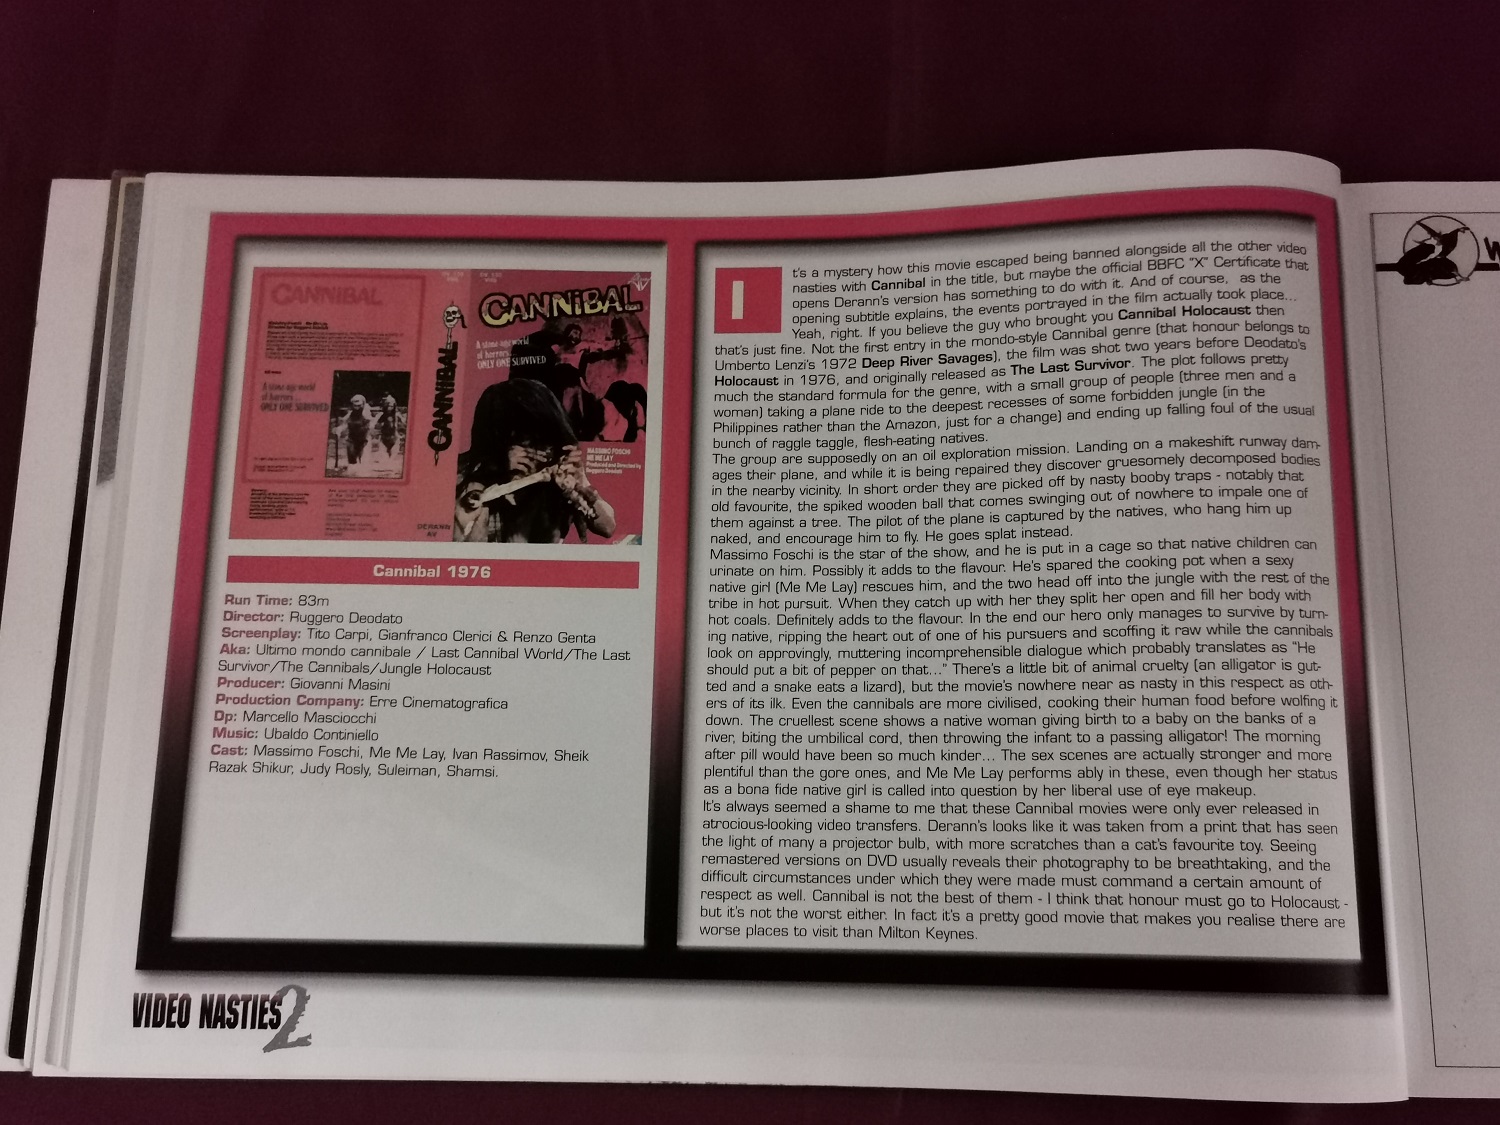 CANNIBAL
A stone age world
of horrors...
ONLY ONE SURVIVED
CANNIBAL
CANNIBAL
A stone age world
of horrors...
ONLY ONE SURVIVED
MASSIMO FOSCHI
ME ME LAY
Produced and Directed by
Ruggero Deodato
DERANN
AV
Cannibal 1976
Run Time: 83m
Director: Ruggero Deodato
Screenplay: Tito Carpi, Gianfranco Clerici & Renzo Genta
Aka: Ultimo mondo cannibale / Last Cannibal World/The Last
Survivor/The Cannibals/Jungle Holocaust
Producer: Giovanni Masini
Production Company: Erre Cinematografica
Dp: Marcello Masciocchi
Music: Ubaldo Continiello
Cast: Massimo Foschi, Me Me Lay, Ivan Rassimov, Sheik
Razak Shikur, Judy Rosly, Suleiman, Shamsi.
It's a mystery how this movie escaped being banned alongside all the other video
nasties with Cannibal in the title, but maybe the official BBFC "X" Certificate that
opens Derann's version has something to do with it. And of course, as the
opening subtitle explains, the events portrayed in the film actually took place...
Yeah, right. If you believe the guy who brought you Cannibal Holocaust then
that's just fine. Not the first entry in the mondo-style Cannibal genre (that honour belongs to
Umberto Lenzi's 1972 Deep River Savages), the film was shot two years before Deodato's
Holocaust in 1976, and originally released as The Last Survivor. The plot follows pretty
much the standard formula for the genre, with a small group of people (three men and a
woman) taking a plane ride to the deepest recesses of some forbidden jungle (in the
Philippines rather than the Amazon, just for a change) and ending up falling foul of the usual
bunch of raggle taggle, flesh-eating natives.
The group are supposedly on an oil exploration mission. Landing on a makeshift runway dam-
ages their plane, and while it is being repaired they discover gruesomely decomposed bodies
in the nearby vicinity. In short order they are picked off by nasty booby traps - notably that
old favourite, the spiked wooden ball that comes swinging out of nowhere to impale one of
them against a tree. The pilot of the plane is captured by the natives, who hang him up
naked, and encourage him to fly. He goes splat instead.
Massimo Foschi is the star of the show, and he is put in a cage so that native children can
urinate on him. Possibly it adds to the flavour. He's spared the cooking pot when a sexy
native girl (Me Me Lay) rescues him, and the two head off into the jungle with the rest of the
tribe in hot pursuit. When they catch up with her they split her open and fill her body with
hot coals. Definitely adds to the flavour. In the end our hero only manages to survive by turn-
ing native, ripping the heart out of one of his pursuers and scoffing it raw while the cannibals
look on approvingly, muttering incomprehensible dialogue which probably translates as "He
should put a bit of pepper on that..." There's a little bit of animal cruelty (an alligator is gut-
ted and a snake eats a lizard), but the movie's nowhere near as nasty in this respect as oth-
ers of its ilk. Even the cannibals are more civilised, cooking their human food before wolfing it
down. The cruellest scene shows a native woman giving birth to a baby on the banks of a
river, biting the umbilical cord, then throwing the infant to a passing alligator! The morning
after pill would have been so much kinder... The sex scenes are actually stronger and more
plentiful than the gore ones, and Me Me Lay performs ably in these, even though her status
as a bona fide native girl is called into question by her liberal use of eye makeup.
It's always seemed a shame to me that these Cannibal movies were only ever released in
atrocious-looking video transfers. Derann's looks like it was taken from a print that has seen
the light of many a projector bulb, with more scratches than a cat's favourite toy. Seeing
remastered versions on DVD usually reveals their photography to be breathtaking, and the
difficult circumstances under which they were made must command a certain amount of
respect as well. Cannibal is not the best of them - I think that honour must go to Holocaust -
but it's not the worst either. In fact it's a pretty good movie that makes you realise there are
worse places to visit than Milton Keynes.
VIDEO NASTIES 2